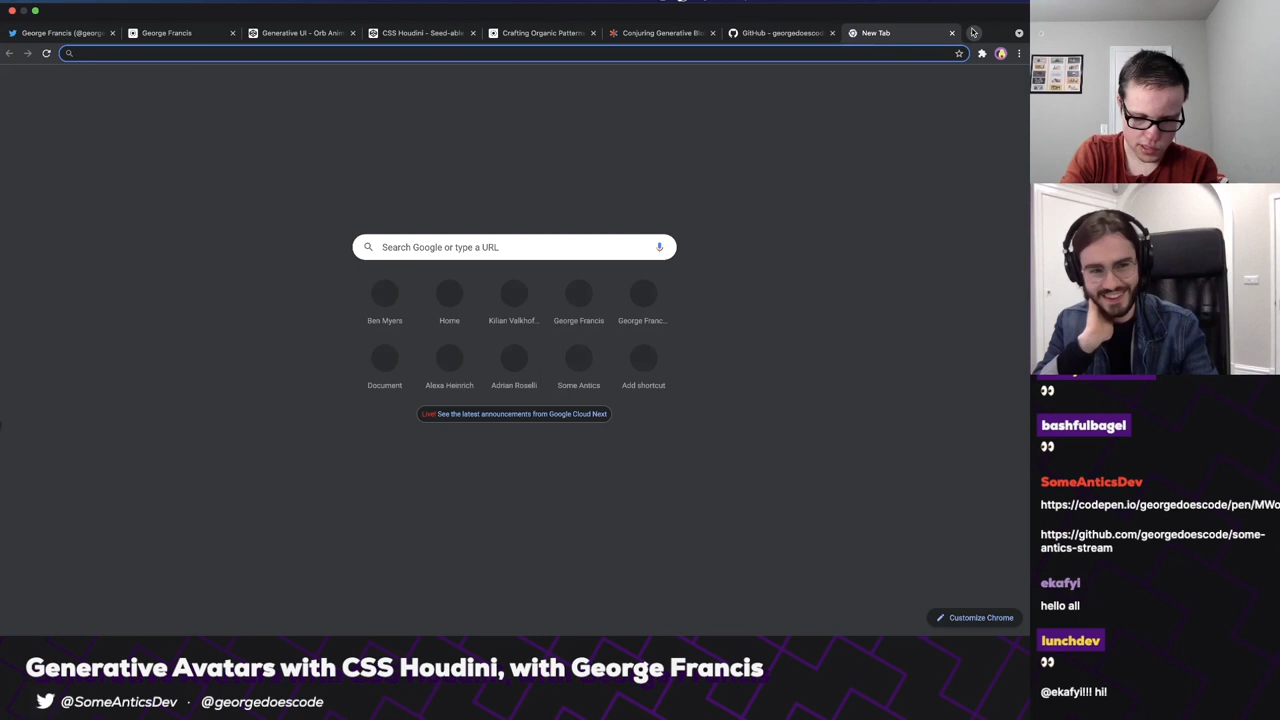 George Francis (@georg
George Francis
Generative UI - Orb Anim
CSS Houdini - Seed-able
Crafting Organic Pattern
Conjuring Generative Blo
GitHub - georgedoescod
New Tab
Search Google or type a URL
Ben Myers
Home
Kilian Valkhof...
George Francis
George Franc...
Document
Alexa Heinrich
Adrian Roselli
Some Antics
Add shortcut
Live! See the latest announcements from Google Cloud Next
Customize Chrome
bashfulbagel
SomeAnticsDev
https://codepen.io/georgedoescode/pen/MWo
https://github.com/georgedoescode/some-
antics-stream
ekafyi
hello all
lunchdev
@ekafyi!!! hi!
Generative Avatars with CSS Houdini, with George Francis
@SomeAnticsDev · @georgedoescode